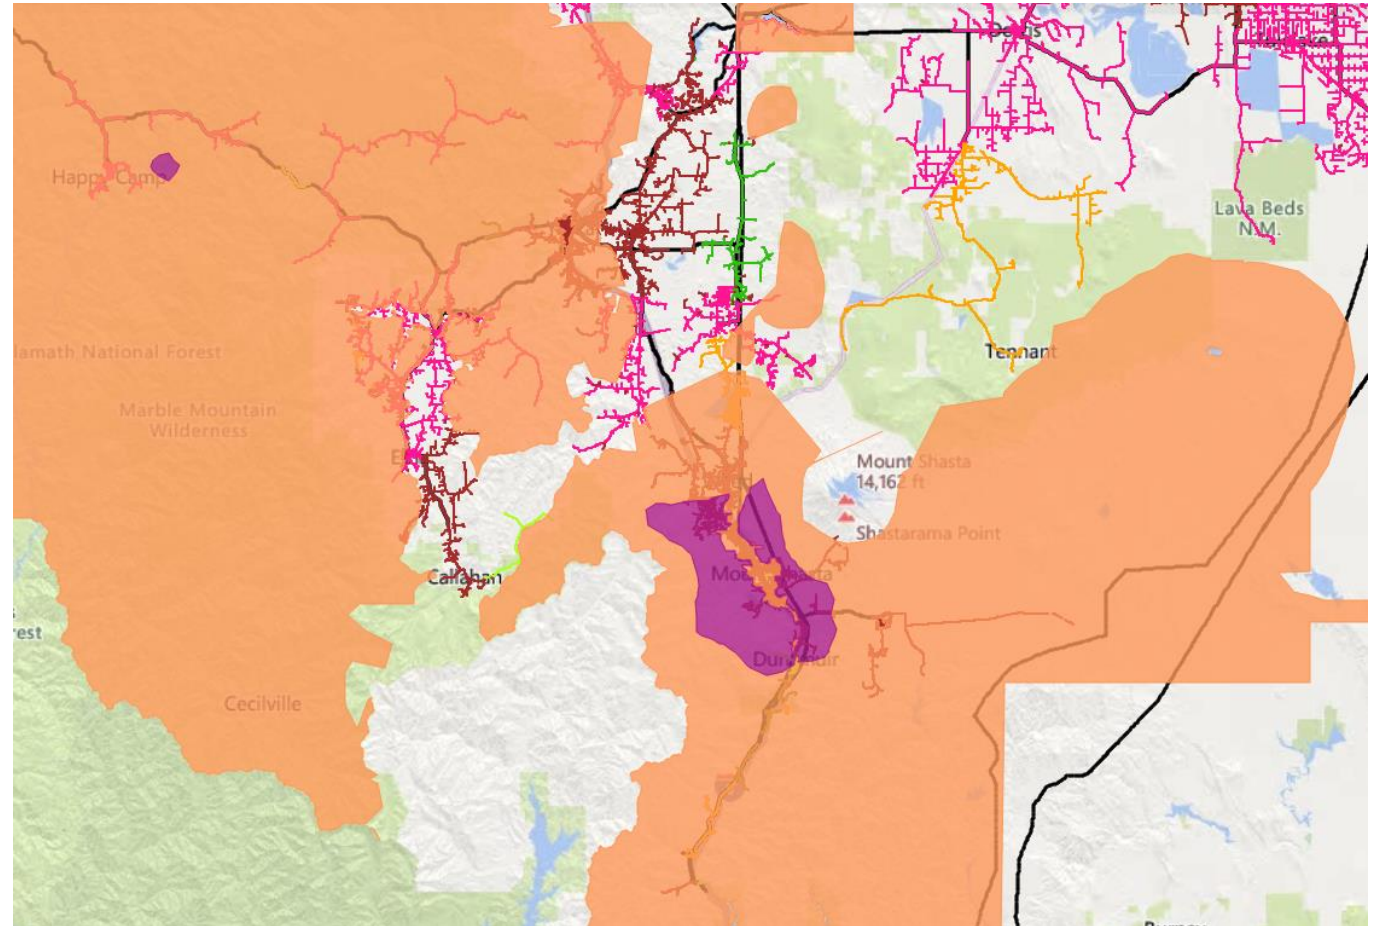 Happy Camp
Lava Beds
N.M.
lamath National Forest
Tennant
Marble Mountain
Wilderness
Mount Shasta
14,162 ft
Shastarama Point
Callahan
rest
Dunsmuir
Cecilville